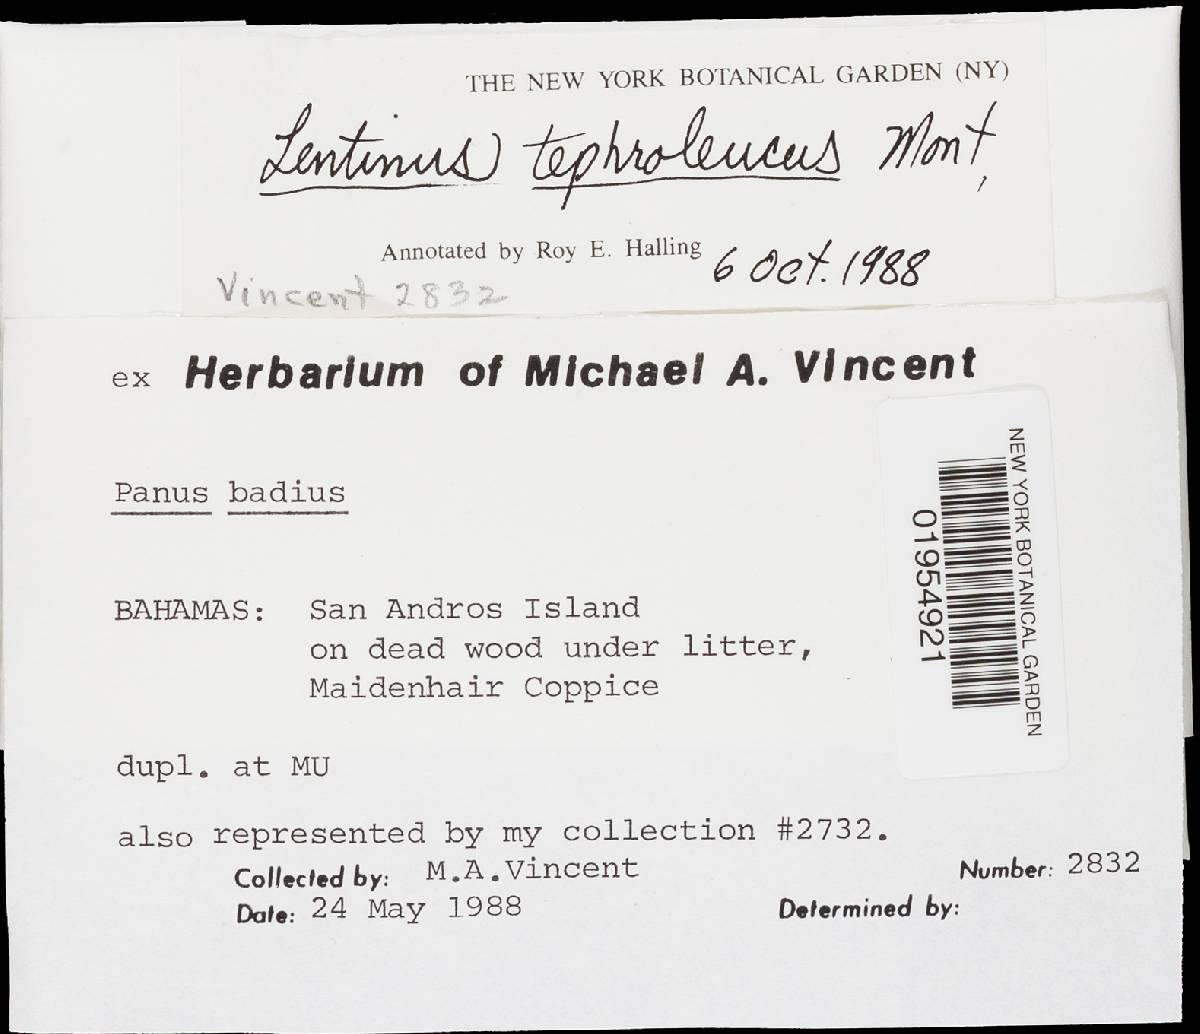 THE NEW YORK BOTANICAL GARDEN (NY)
Lentinus tephroleucus Mont,
Annotated by Roy E. Halling 6 Oct. 1988
Vincent 2832
ex Herbarium of Michael A. Vincent
Panus badius
NEW YORK BOTANICAL GARDEN
01954921
BAHAMAS: San Andros Island
on dead wood under litter,
Maidenhair Coppice
dupl. at MU
also represented by my collection #2732.
Collected by: M.A.Vincent Number: 2832
Date: 24 May 1988 Determined by: